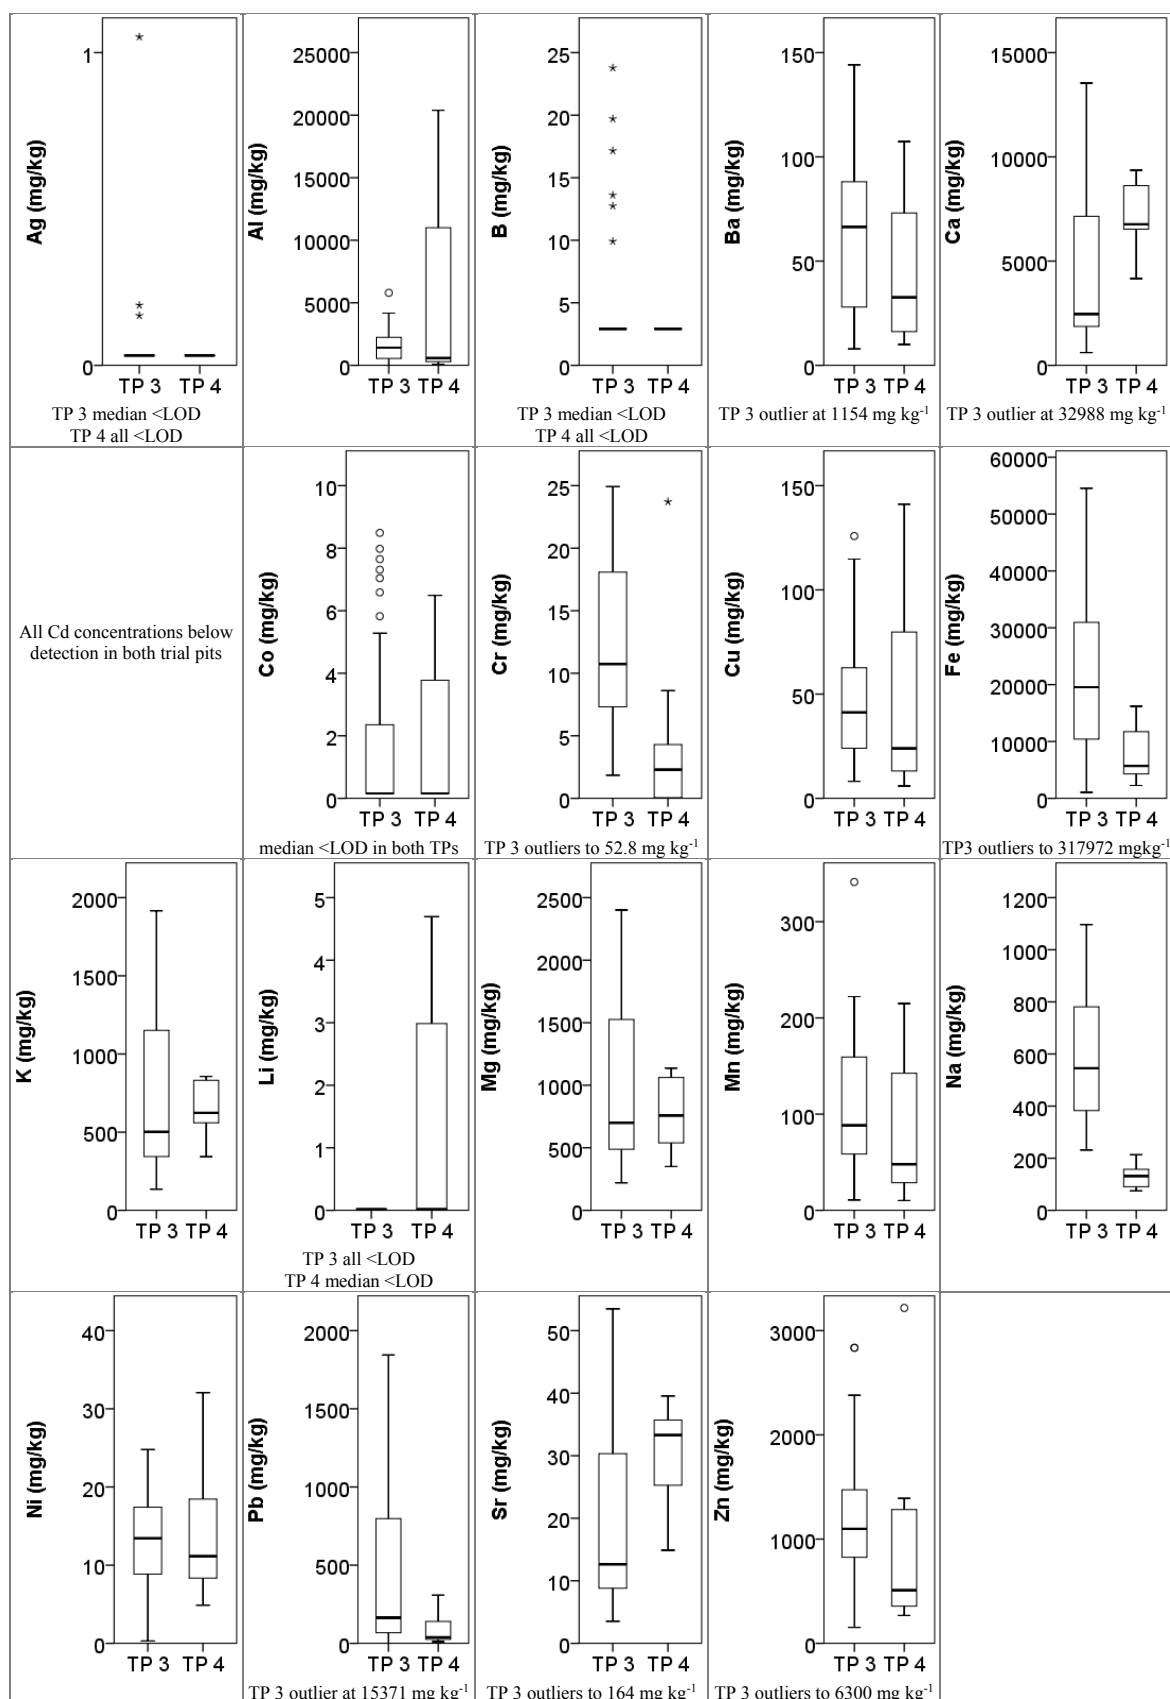 Ag (mg/kg)
1
0
TP 3 TP 4
TP 3 median <LOD
TP 4 all <LOD
Al (mg/kg)
25000
20000
15000
10000
5000
0
TP 3 TP 4
B (mg/kg)
25
20
15
10
5
0
TP 3 TP 4
TP 3 median <LOD
TP 4 all <LOD
Ba (mg/kg)
150
100
50
0
TP 3 TP 4
TP 3 outlier at 1154 mg kg-1
Ca (mg/kg)
15000
10000
5000
0
TP 3 TP 4
TP 3 outlier at 32988 mg kg-1
All Cd concentrations below
detection in both trial pits
Co (mg/kg)
10
8
6
4
2
0
TP 3 TP 4
median <LOD in both TPs
Cr (mg/kg)
25
20
15
10
5
0
TP 3 TP 4
TP 3 outliers to 52.8 mg kg-1
Cu (mg/kg)
150
100
50
0
TP 3 TP 4
Fe (mg/kg)
60000
50000
40000
30000
20000
10000
0
TP 3 TP 4
TP3 outliers to 317972 mgkg-1
K (mg/kg)
2000
1500
1000
500
0
TP 3 TP 4
Li (mg/kg)
5
4
3
2
1
0
TP 3 TP 4
TP 3 all <LOD
TP 4 median <LOD
Mg (mg/kg)
2500
2000
1500
1000
500
0
TP 3 TP 4
Mn (mg/kg)
300
200
100
0
TP 3 TP 4
Na (mg/kg)
1200
1000
800
600
400
200
0
TP 3 TP 4
Ni (mg/kg)
40
30
20
10
0
TP 3 TP 4
Pb (mg/kg)
2000
1500
1000
500
0
TP 3 TP 4
TP 3 outlier at 15371 mg kg-1
Sr (mg/kg)
50
40
30
20
10
0
TP 3 TP 4
TP 3 outliers to 164 mg kg-1
Zn (mg/kg)
3000
2000
1000
0
TP 3 TP 4
TP 3 outliers to 6300 mg kg-1